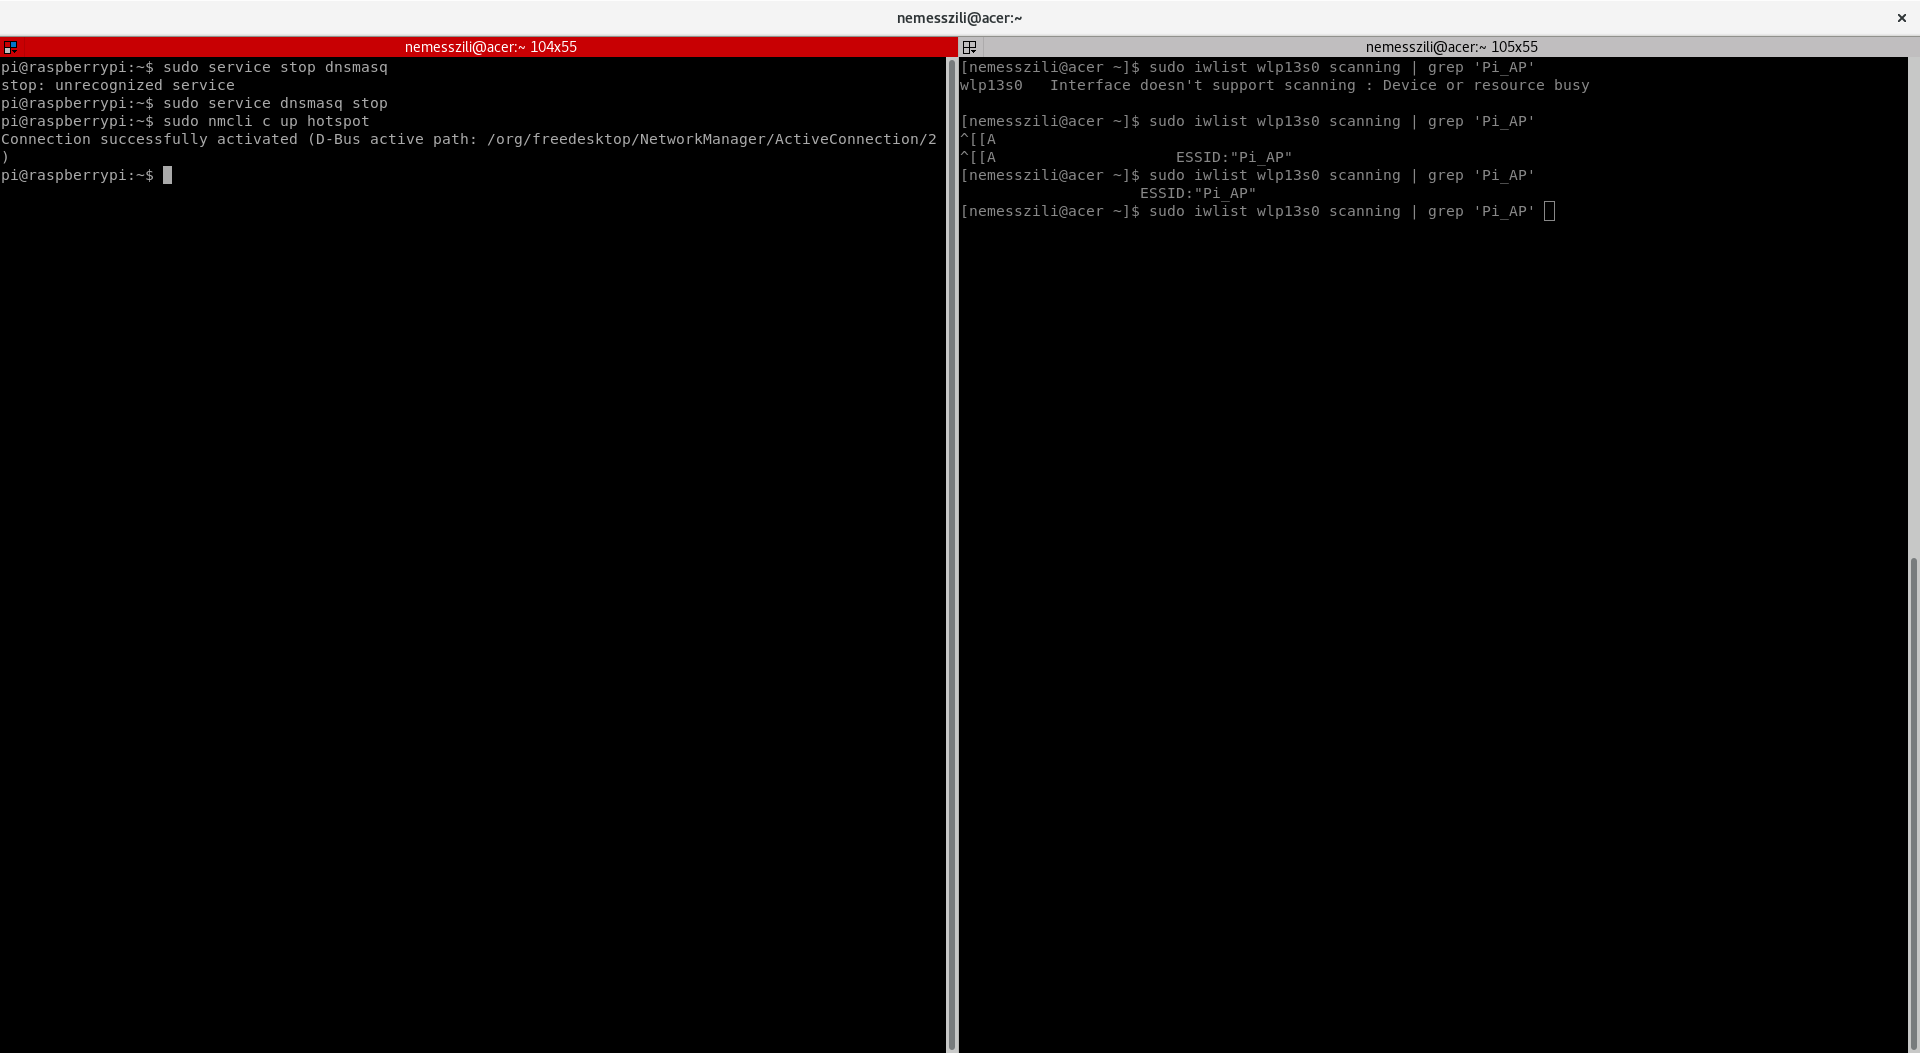 nemesszili@acer:~
nemesszili@acer:~ 104x55
pi@raspberrypi:~$ sudo service stop dnsmasq
stop: unrecognized service
pi@raspberrypi:~$ sudo service dnsmasq stop
pi@raspberrypi:~$ sudo nmcli c up hotspot
Connection successfully activated (D-Bus active path: /org/freedesktop/NetworkManager/ActiveConnection/2
)
pi@raspberrypi:~$
nemesszili@acer:~ 105x55
[nemesszili@acer ~]$ sudo iwlist wlp13s0 scanning | grep 'Pi_AP'
wlp13s0   Interface doesn't support scanning : Device or resource busy
[nemesszili@acer ~]$ sudo iwlist wlp13s0 scanning | grep 'Pi_AP'
^[[A
^[[A                    ESSID:"Pi_AP"
[nemesszili@acer ~]$ sudo iwlist wlp13s0 scanning | grep 'Pi_AP'
                    ESSID:"Pi_AP"
[nemesszili@acer ~]$ sudo iwlist wlp13s0 scanning | grep 'Pi_AP'